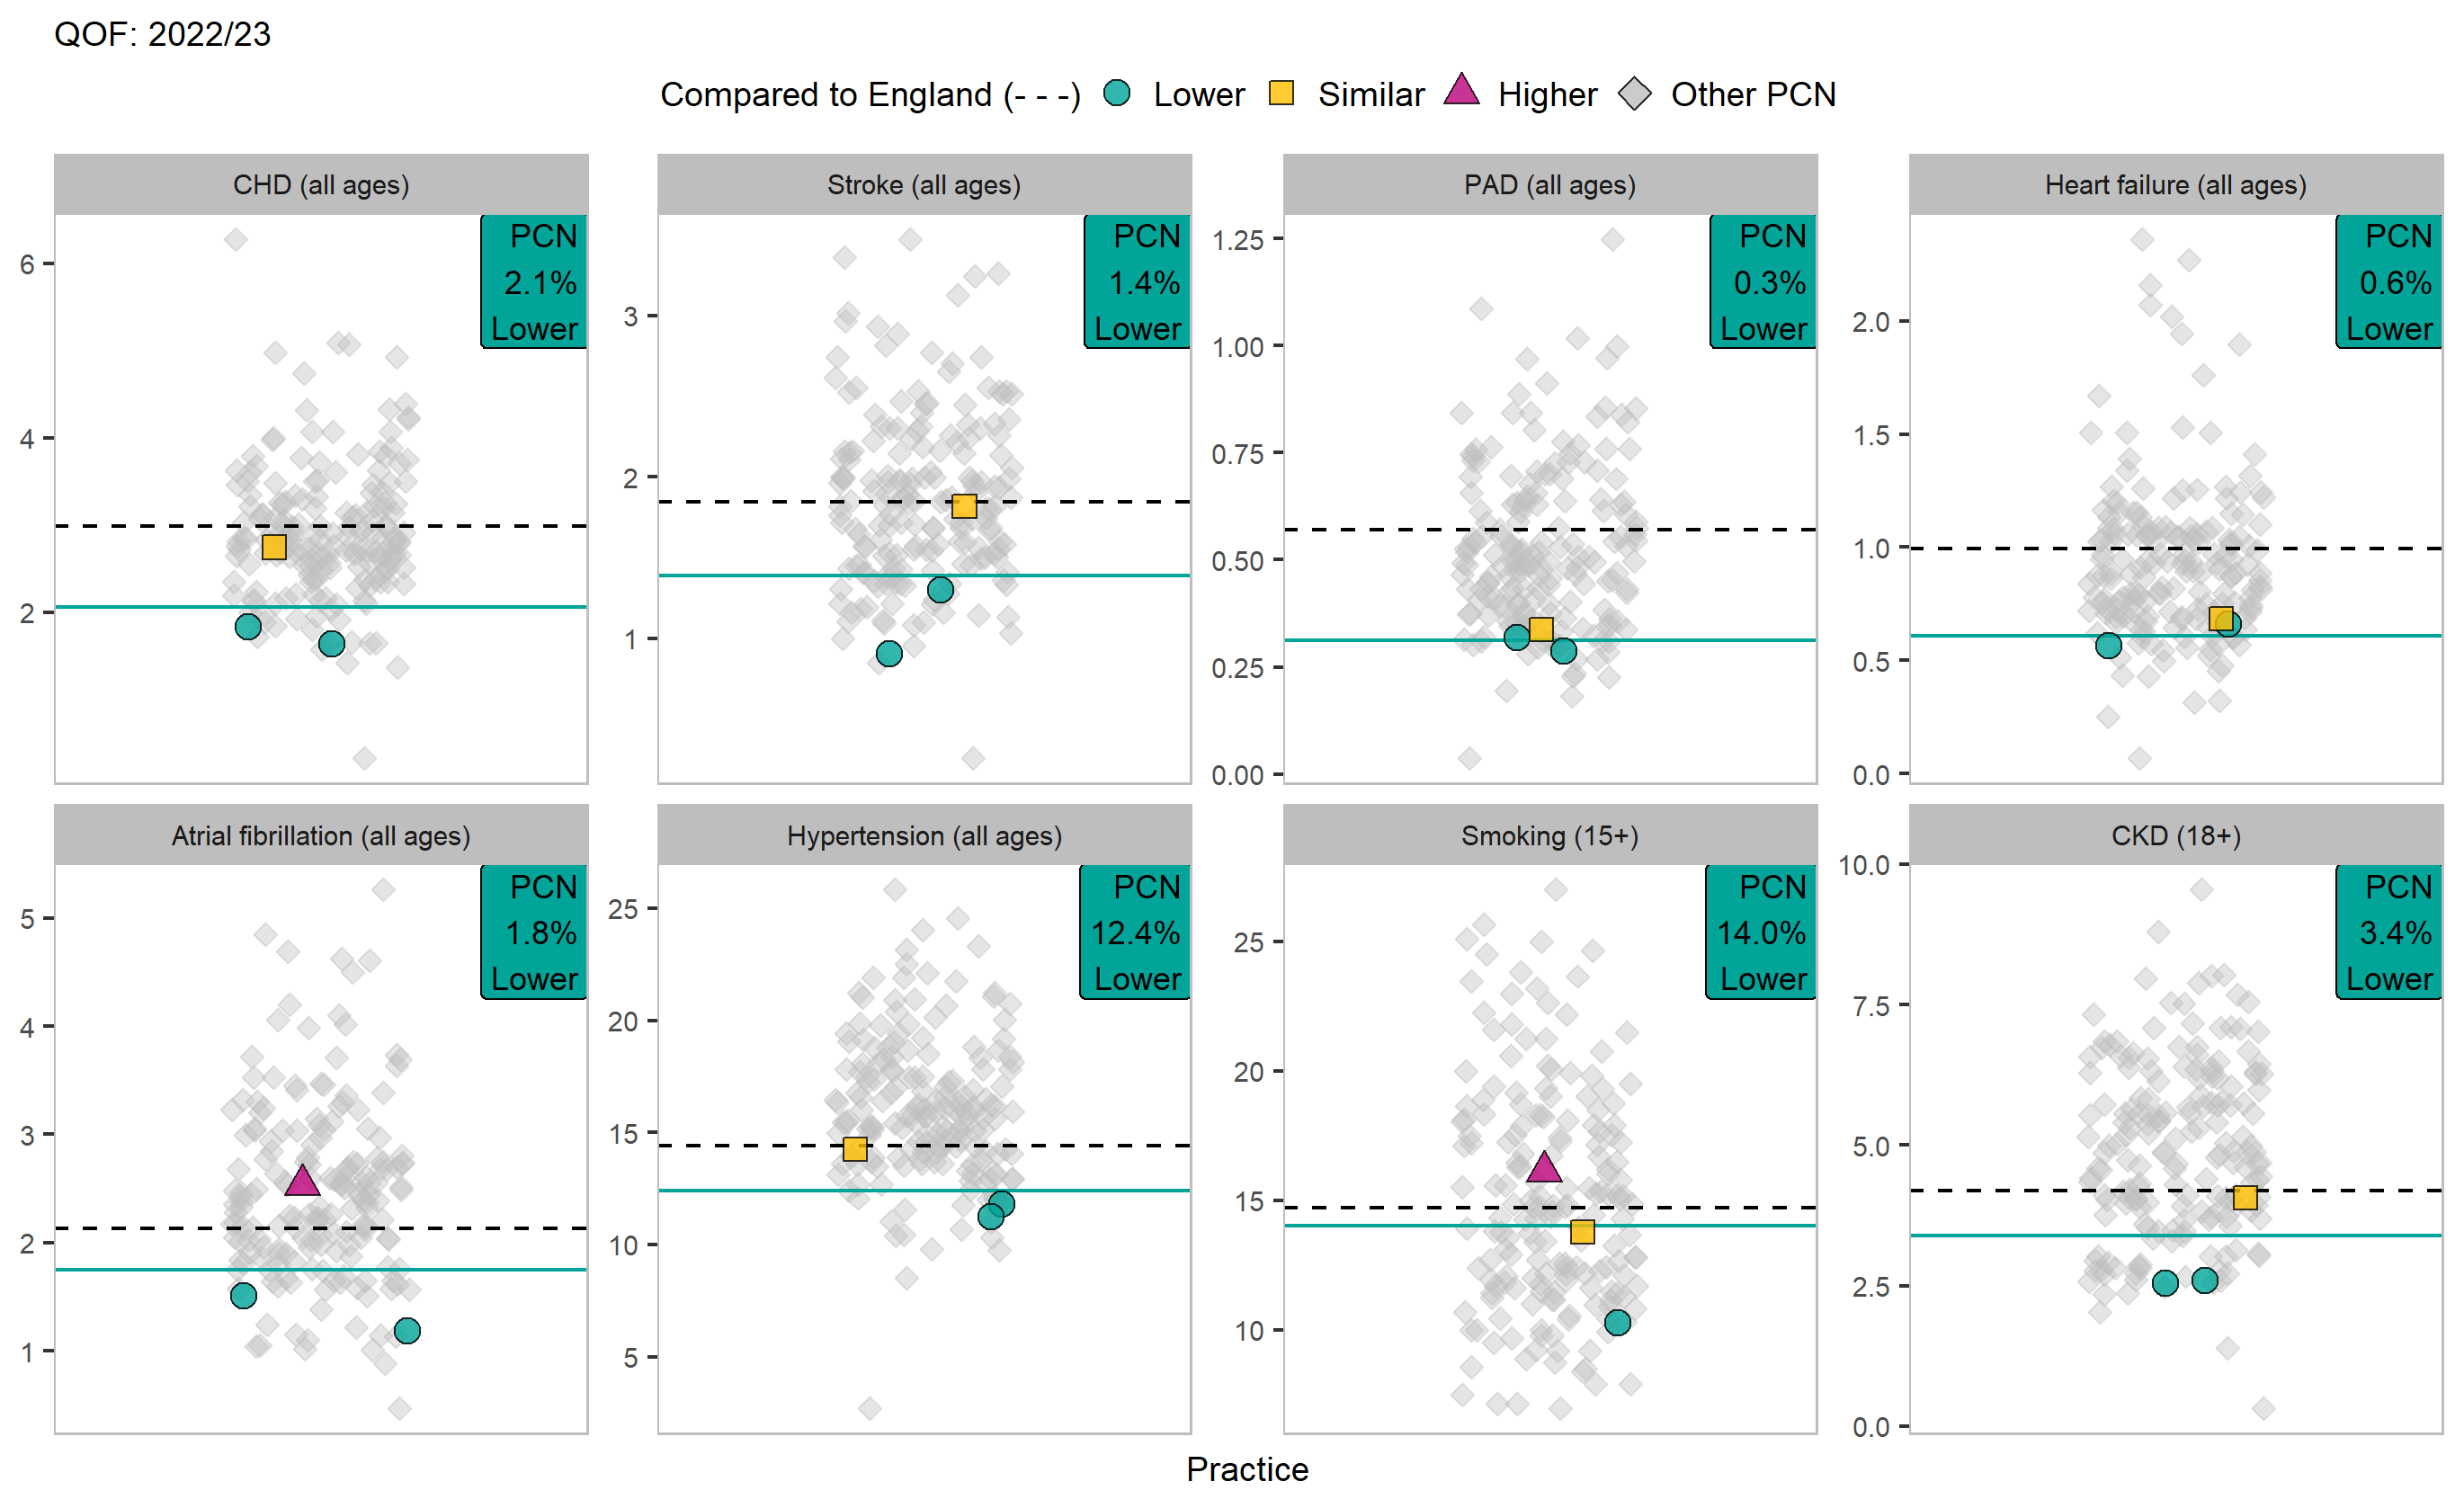 QOF: 2022/23
Compared to England (- - -) Lower Similar Higher Other PCN
CHD (all ages)
PCN
2.1%
Lower
6
4
2
Stroke (all ages)
PCN
1.4%
Lower
3
2
1
PAD (all ages)
PCN
0.3%
Lower
1.25
1.00
0.75
0.50
0.25
0.00
Heart failure (all ages)
PCN
0.6%
Lower
2.0
1.5
1.0
0.5
0.0
Atrial fibrillation (all ages)
PCN
1.8%
Lower
5
4
3
2
1
Hypertension (all ages)
PCN
12.4%
Lower
25
20
15
10
5
Smoking (15+)
PCN
14.0%
Lower
25
20
15
10
CKD (18+)
PCN
3.4%
Lower
10.0
7.5
5.0
2.5
0.0
Practice